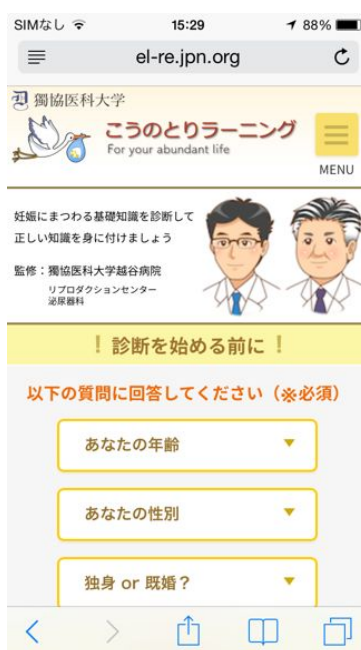 SIMなし 15:29 88%
el-re.jpn.org
獨協医科大学
こうのとりラーニング
For your abundant life
MENU
妊娠にまつわる基礎知識を診断して
正しい知識を身に付けましょう
監修：獨協医科大学越谷病院
リプロダクションセンター
泌尿器科
！診断を始める前に！
以下の質問に回答してください（※必須）
あなたの年齢
あなたの性別
独身 or 既婚？